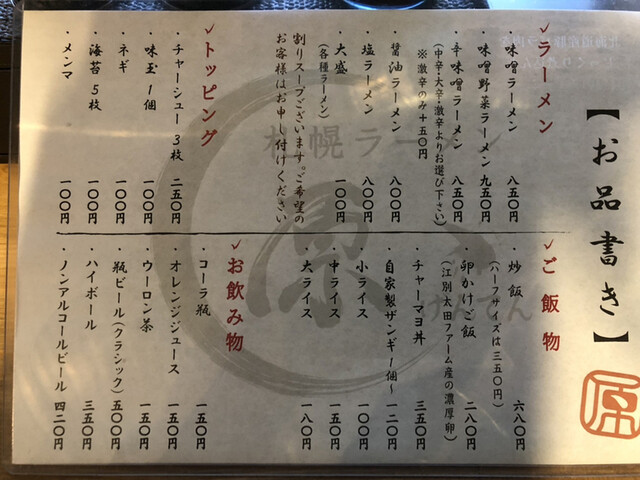 【お品書き】
原
✓ラーメン
・味噌ラーメン 八五〇円
・味噌野菜ラーメン 九五〇円
・辛味噌ラーメン 八五〇円
(中辛・大辛・激辛よりお選び下さい)
※激辛のみ+五〇円
・醤油ラーメン 八〇〇円
・塩ラーメン 八〇〇円
・大盛 一〇〇円
(各種ラーメン)
割りスープございます。ご希望の
お客様はお申し付けください
✓トッピング
・チャーシュー3枚 二五〇円
・味玉1個 一〇〇円
・ネギ 一〇〇円
・海苔5枚 一〇〇円
・メンマ 一〇〇円
✓ご飯物
・炒飯 六八〇円
(ハーフサイズは三五〇円)
・卵かけご飯 二八〇円
(江別太田ファーム産の濃厚卵)
・チャーマヨ丼 三五〇円
・自家製ザンギ1個~ 一二〇円
・小ライス 一〇〇円
・中ライス 一五〇円
・大ライス 一八〇円
✓お飲み物
・コーラ瓶 一五〇円
・オレンジジュース 一五〇円
・ウーロン茶 一五〇円
・瓶ビール(クラシック) 五〇〇円
・ハイボール 三五〇円
・ノンアルコールビール 四二〇円
札幌ラーメン
原
げんさん